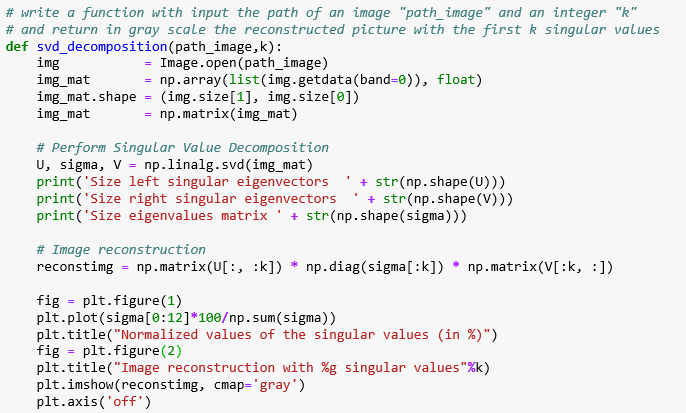 # write a function with input the path of an image "path_image" and an integer "k"
# and return in gray scale the reconstructed picture with the first k singular values
def svd_decomposition(path_image,k):
    img           = Image.open(path_image)
    img_mat       = np.array(list(img.getdata(band=0)), float)
    img_mat.shape = (img.size[1], img.size[0])
    img_mat       = np.matrix(img_mat)

    # Perform Singular Value Decomposition
    U, sigma, V = np.linalg.svd(img_mat)
    print('Size left singular eigenvectors  ' + str(np.shape(U)))
    print('Size right singular eigenvectors  ' + str(np.shape(V)))
    print('Size eigenvalues matrix ' + str(np.shape(sigma)))

    # Image reconstruction
    reconstimg = np.matrix(U[:, :k]) * np.diag(sigma[:k]) * np.matrix(V[:k, :])

    fig = plt.figure(1)
    plt.plot(sigma[0:12]*100/np.sum(sigma))
    plt.title("Normalized values of the singular values (in %)")
    fig = plt.figure(2)
    plt.title("Image reconstruction with %g singular values"%k)
    plt.imshow(reconstimg, cmap='gray')
    plt.axis('off')